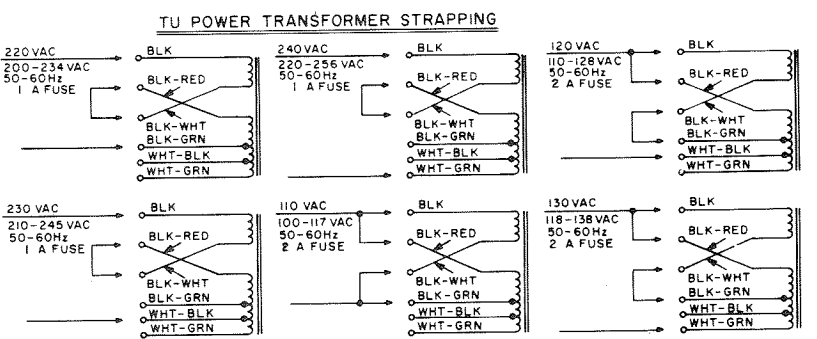 TU POWER TRANSFORMER STRAPPING
220 VAC
200-234 VAC
50-60Hz
1 A FUSE
BLK
BLK-RED
BLK-WHT
BLK-GRN
WHT-BLK
WHT-GRN
240 VAC
220-256 VAC
50-60Hz
1 A FUSE
BLK
BLK-RED
BLK-WHT
BLK-GRN
WHT-BLK
WHT-GRN
120 VAC
110-128 VAC
50-60Hz
2 A FUSE
BLK
BLK-RED
BLK-WHT
BLK-GRN
WHT-BLK
WHT-GRN
230 VAC
210-245 VAC
50-60Hz
1 A FUSE
BLK
BLK-RED
BLK-WHT
BLK-GRN
WHT-BLK
WHT-GRN
110 VAC
100-117 VAC
50-60Hz
2 A FUSE
BLK
BLK-RED
BLK-WHT
BLK-GRN
WHT-BLK
WHT-GRN
130 VAC
118-138 VAC
50-60Hz
2 A FUSE
BLK
BLK-RED
BLK-WHT
BLK-GRN
WHT-BLK
WHT-GRN